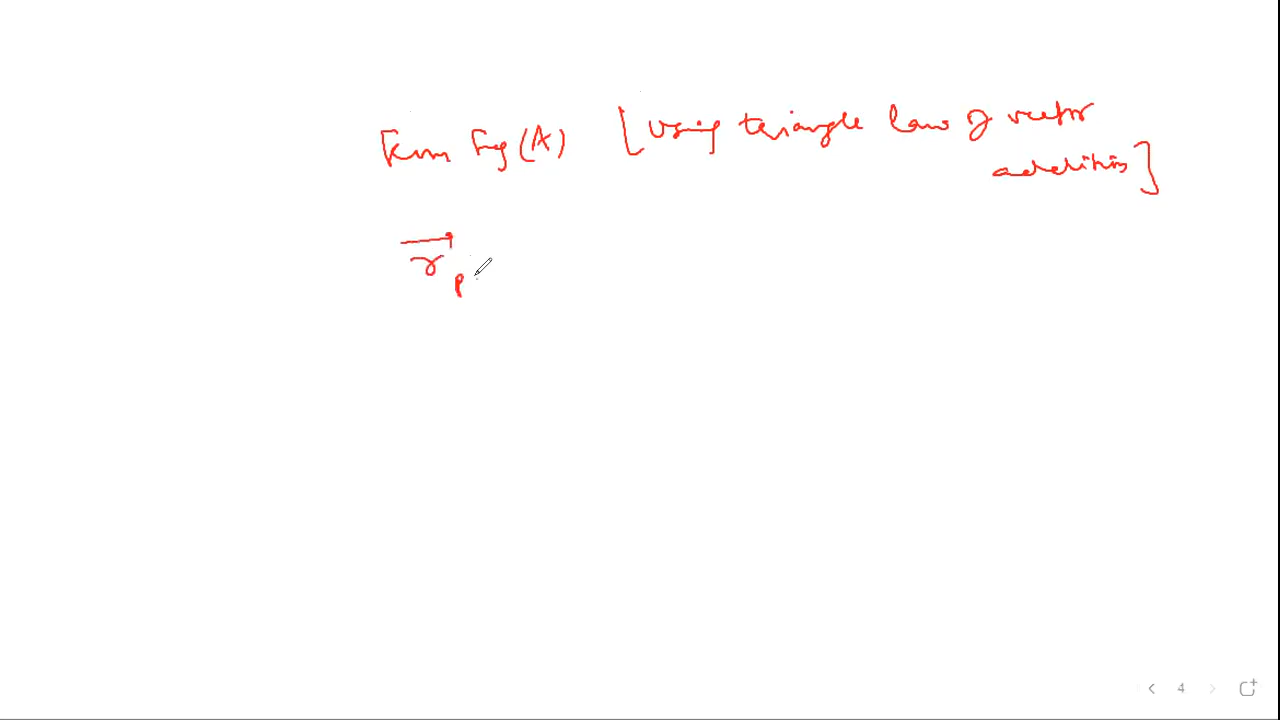 From Fig (A) [Using triangle law of vector
addition]
r⃗ₚ
4